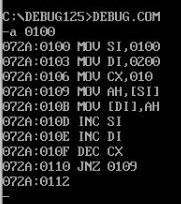 C:\DEBUG125>DEBUG.COM
-a 0100
072A:0100 MOV SI,0100
072A:0103 MOV DI,0200
072A:0106 MOV CX,010
072A:0109 MOV AH,[SI]
072A:010B MOV [DI],AH
072A:010D INC SI
072A:010E INC DI
072A:010F DEC CX
072A:0110 JNZ 0109
072A:0112
-